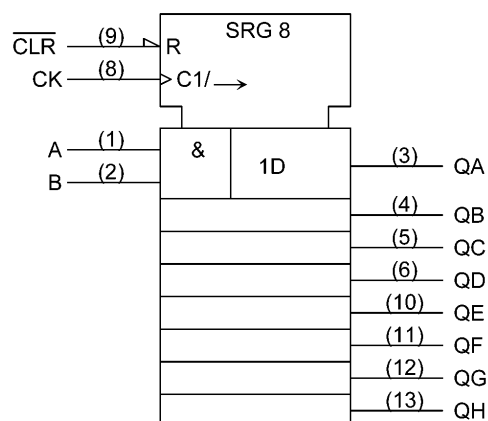 SRG 8
C̅L̅R̅ (9) R
CK (8) C1/→
A (1) & 1D (3) QA
B (2)
(4) QB
(5) QC
(6) QD
(10) QE
(11) QF
(12) QG
(13) QH